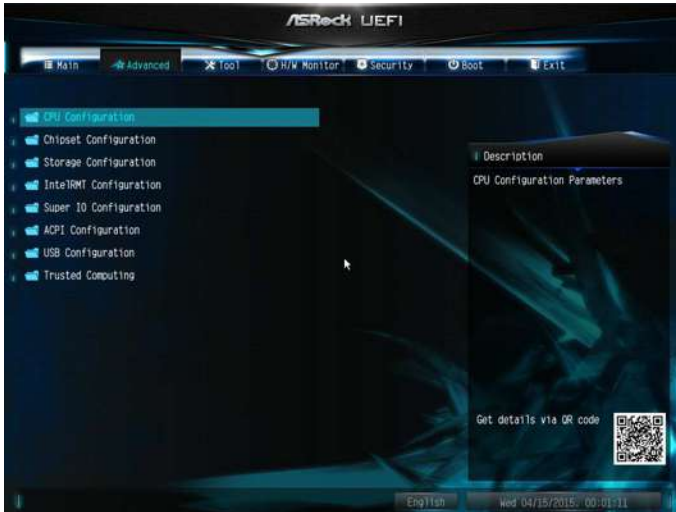 ASRock UEFI
Main Advanced Tool H/W Monitor Security Boot Exit
CPU Configuration
Chipset Configuration
Storage Configuration
IntelRMT Configuration
Super IO Configuration
ACPI Configuration
USB Configuration
Trusted Computing
Description
CPU Configuration Parameters
Get details via QR code
English Wed 04/15/2015. 00:01:11